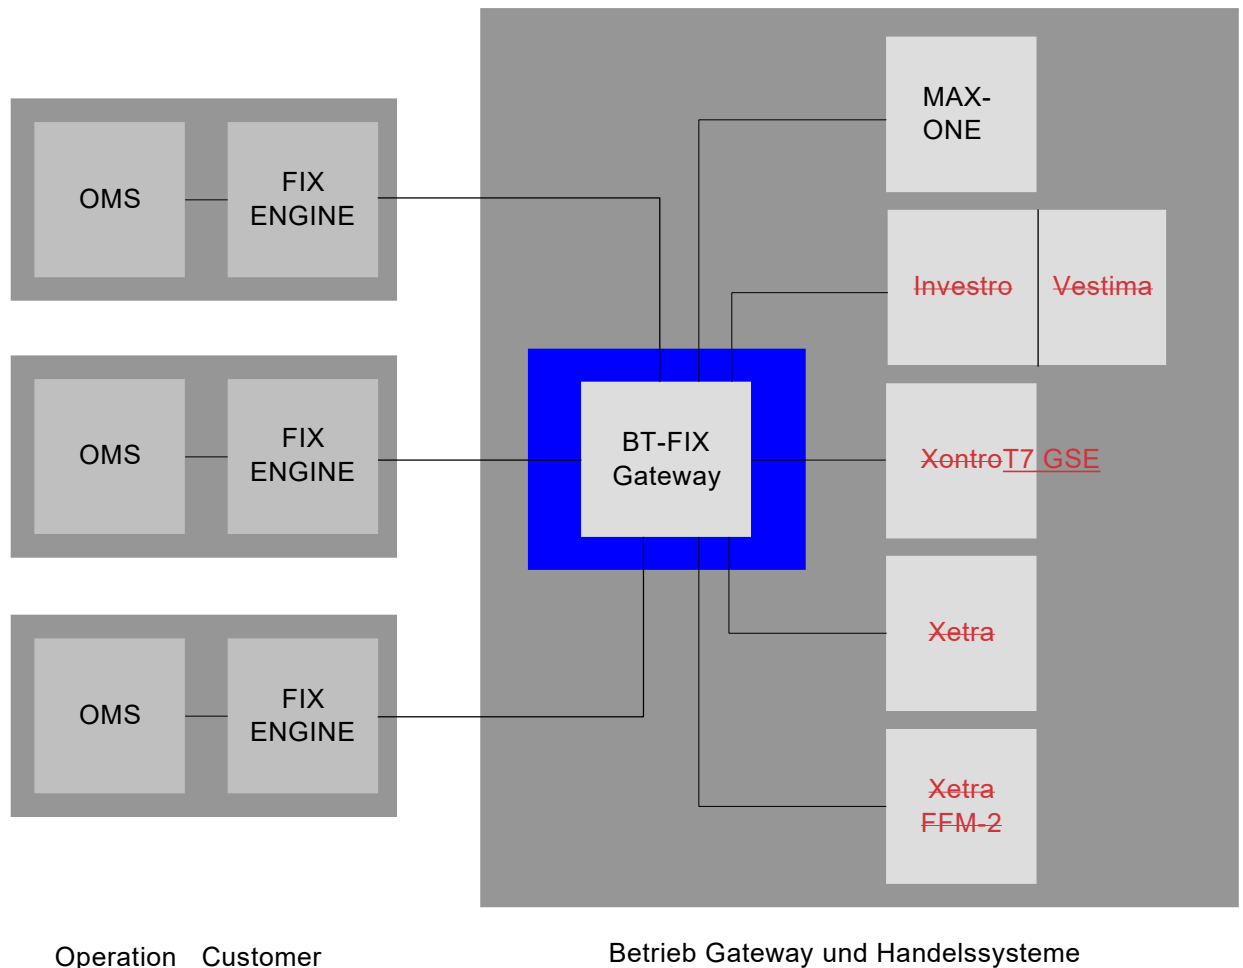 MAX-
ONE
OMS
FIX
ENGINE
Investro
Vestima
OMS
FIX
ENGINE
BT-FIX
Gateway
XontroT7 GSE
Xetra
OMS
FIX
ENGINE
Xetra
FFM-2
Operation Customer
Betrieb Gateway und Handelssysteme